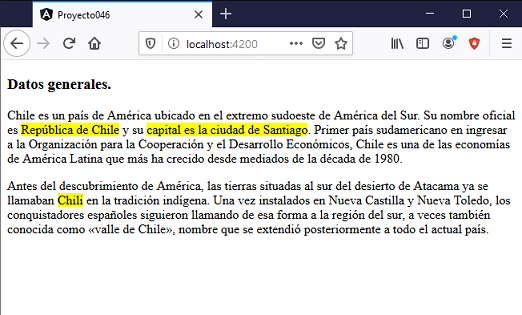 Proyecto046
localhost:4200
Datos generales.
Chile es un país de América ubicado en el extremo sudoeste de América del Sur. Su nombre oficial
es República de Chile y su capital es la ciudad de Santiago. Primer país sudamericano en ingresar
a la Organización para la Cooperación y el Desarrollo Económicos, Chile es una de las economías
de América Latina que más ha crecido desde mediados de la década de 1980.
Antes del descubrimiento de América, las tierras situadas al sur del desierto de Atacama ya se
llamaban Chili en la tradición indígena. Una vez instalados en Nueva Castilla y Nueva Toledo, los
conquistadores españoles siguieron llamando de esa forma a la región del sur, a veces también
conocida como «valle de Chile», nombre que se extendió posteriormente a todo el actual país.